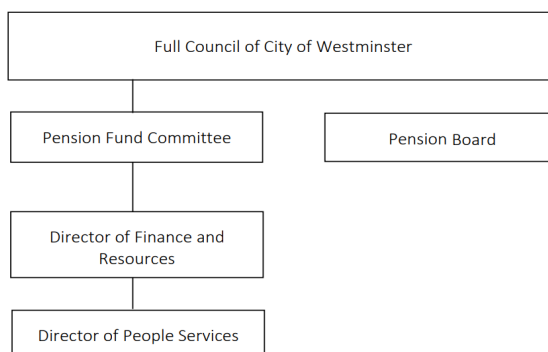 Full Council of City of Westminster
Pension Fund Committee
Pension Board
Director of Finance and
Resources
Director of People Services